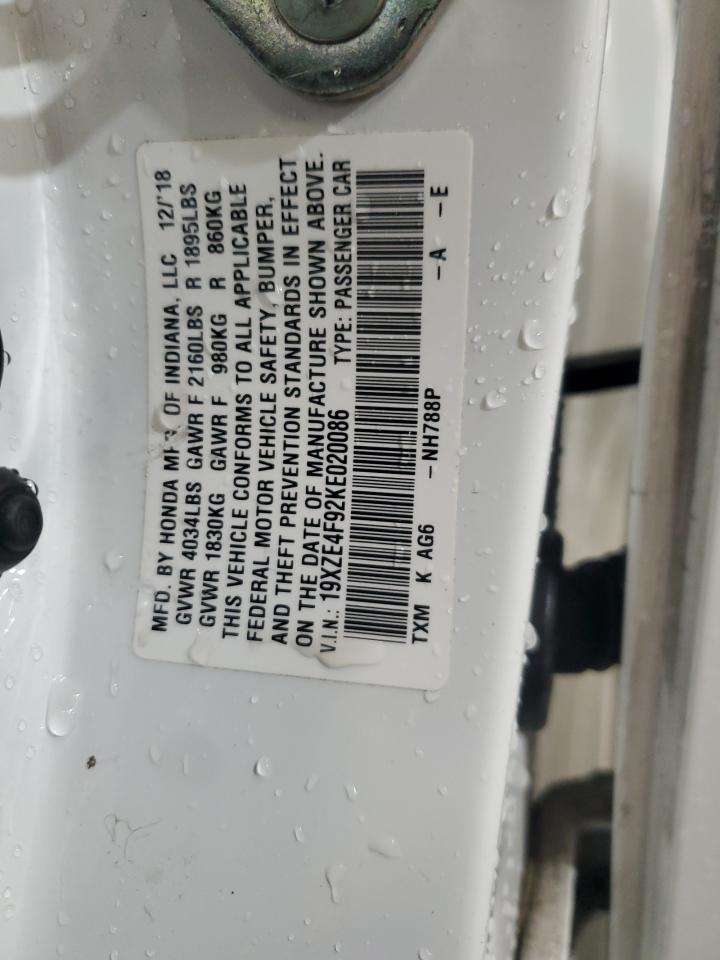 MFD. BY HONDA MFG. OF INDIANA, LLC 12/'18
GVWR 4034LBS GAWR F 2160LBS R 1895LBS
GVWR 1830KG GAWR F 980KG R 860KG
THIS VEHICLE CONFORMS TO ALL APPLICABLE
FEDERAL MOTOR VEHICLE SAFETY, BUMPER,
AND THEFT PREVENTION STANDARDS IN EFFECT
ON THE DATE OF MANUFACTURE SHOWN ABOVE.
V.I.N.: 19XZE4F92KE020086 TYPE: PASSENGER CAR
TXM K AG6 -NH788P -A -E